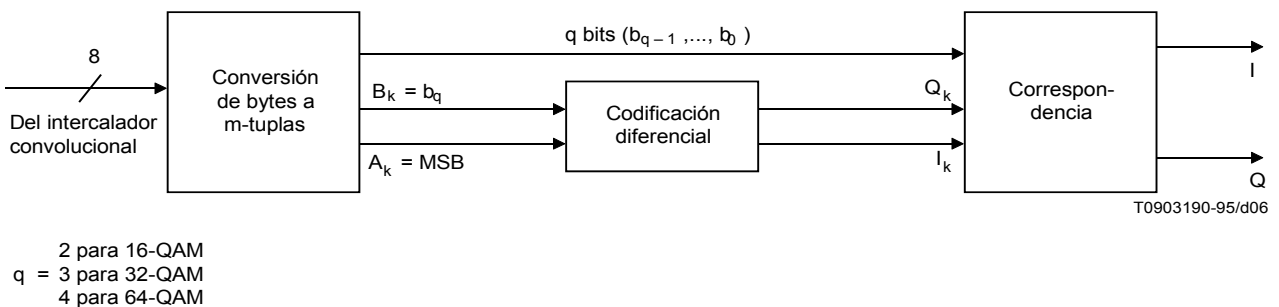 8
Del intercalador
convolucional
Conversión
de bytes a
m-tuplas
q bits (b_{q – 1} ,..., b_0 )
B_k = b_q
A_k = MSB
Codificación
diferencial
Q_k
I_k
Correspon-
dencia
I
Q
T0903190-95/d06
2 para 16-QAM
q = 3 para 32-QAM
4 para 64-QAM